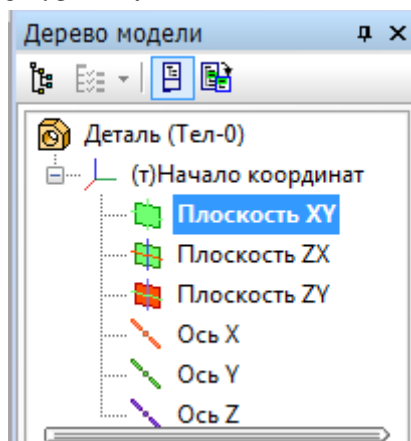 Дерево модели
Деталь (Тел-0)
(т)Начало координат
Плоскость XY
Плоскость ZX
Плоскость ZY
Ось X
Ось Y
Ось Z